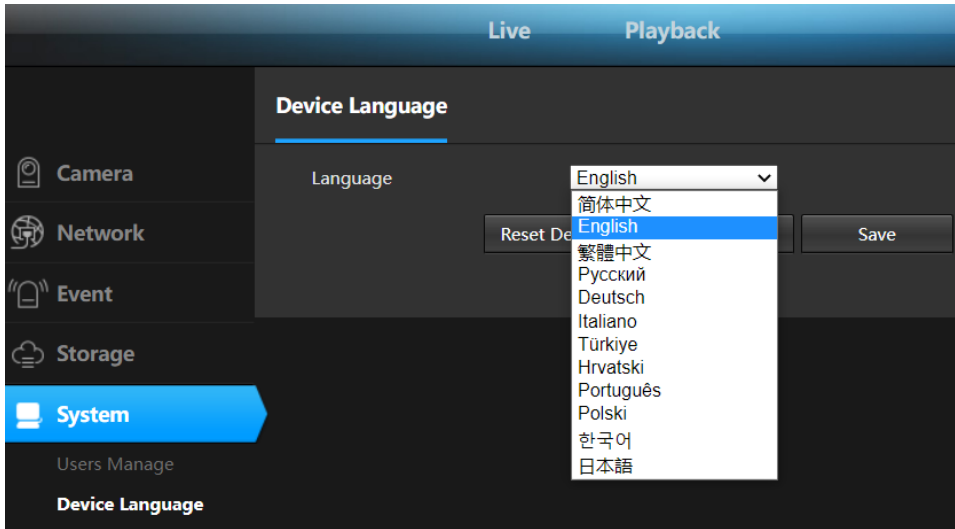 Live Playback
Device Language
Camera
Language English
简体中文
Network
Reset De English Save
繁體中文
Русский
Event
Deutsch
Italiano
Türkiye
Storage
Hrvatski
Português
System
Polski
한국어
Users Manage
日本語
Device Language